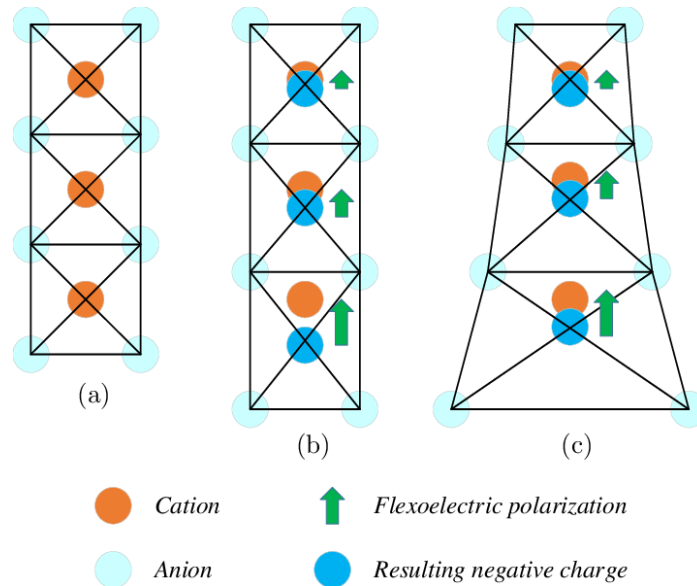 (a)
(b)
(c)
Cation
Flexoelectric polarization
Anion
Resulting negative charge